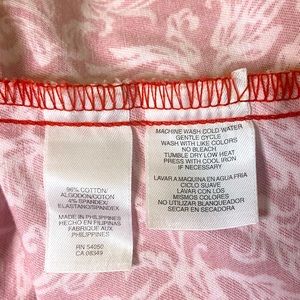 96% COTTON/
ALGODON/COTON
4% SPANDEX/
ELASTANO/SPANDEX
MADE IN PHILIPPINES
HECHO EN FILIPINAS
FABRIQUE AUX
PHILIPPINES
RN 54050
CA 08349
MACHINE WASH COLD WATER
GENTLE CYCLE
WASH WITH LIKE COLORS
NO BLEACH
TUMBLE DRY LOW HEAT
PRESS WITH COOL IRON
IF NECESSARY
LAVAR A MAQUINA EN AGUA FRIA
CICLO SUAVE
LAVAR CON LOS
MISMOS COLORES
NO UTILIZAR BLANQUEADOR
SECAR EN SECADORA